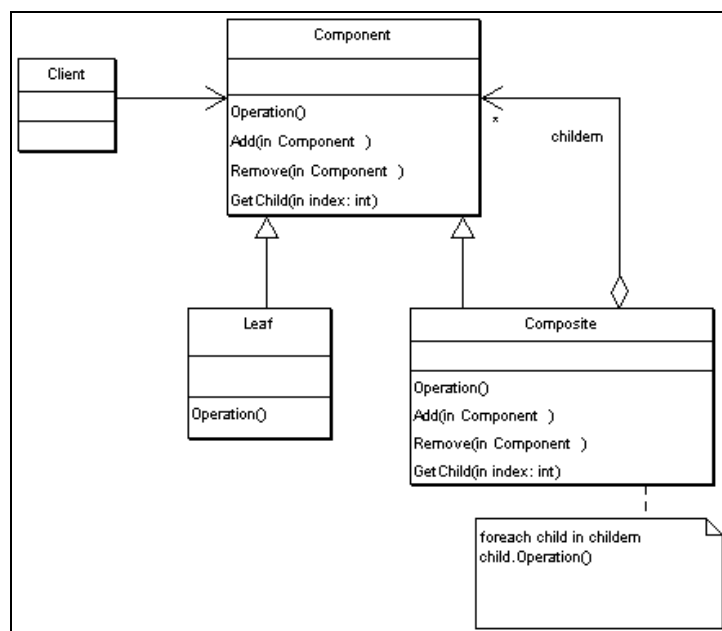 Component
Client
Operation()
Add(in Component )
Remove(in Component )
GetChild(in index: int)
*
childern
Leaf
Operation()
Composite
Operation()
Add(in Component )
Remove(in Component )
GetChild(in index: int)
foreach child in childern
child.Operation()